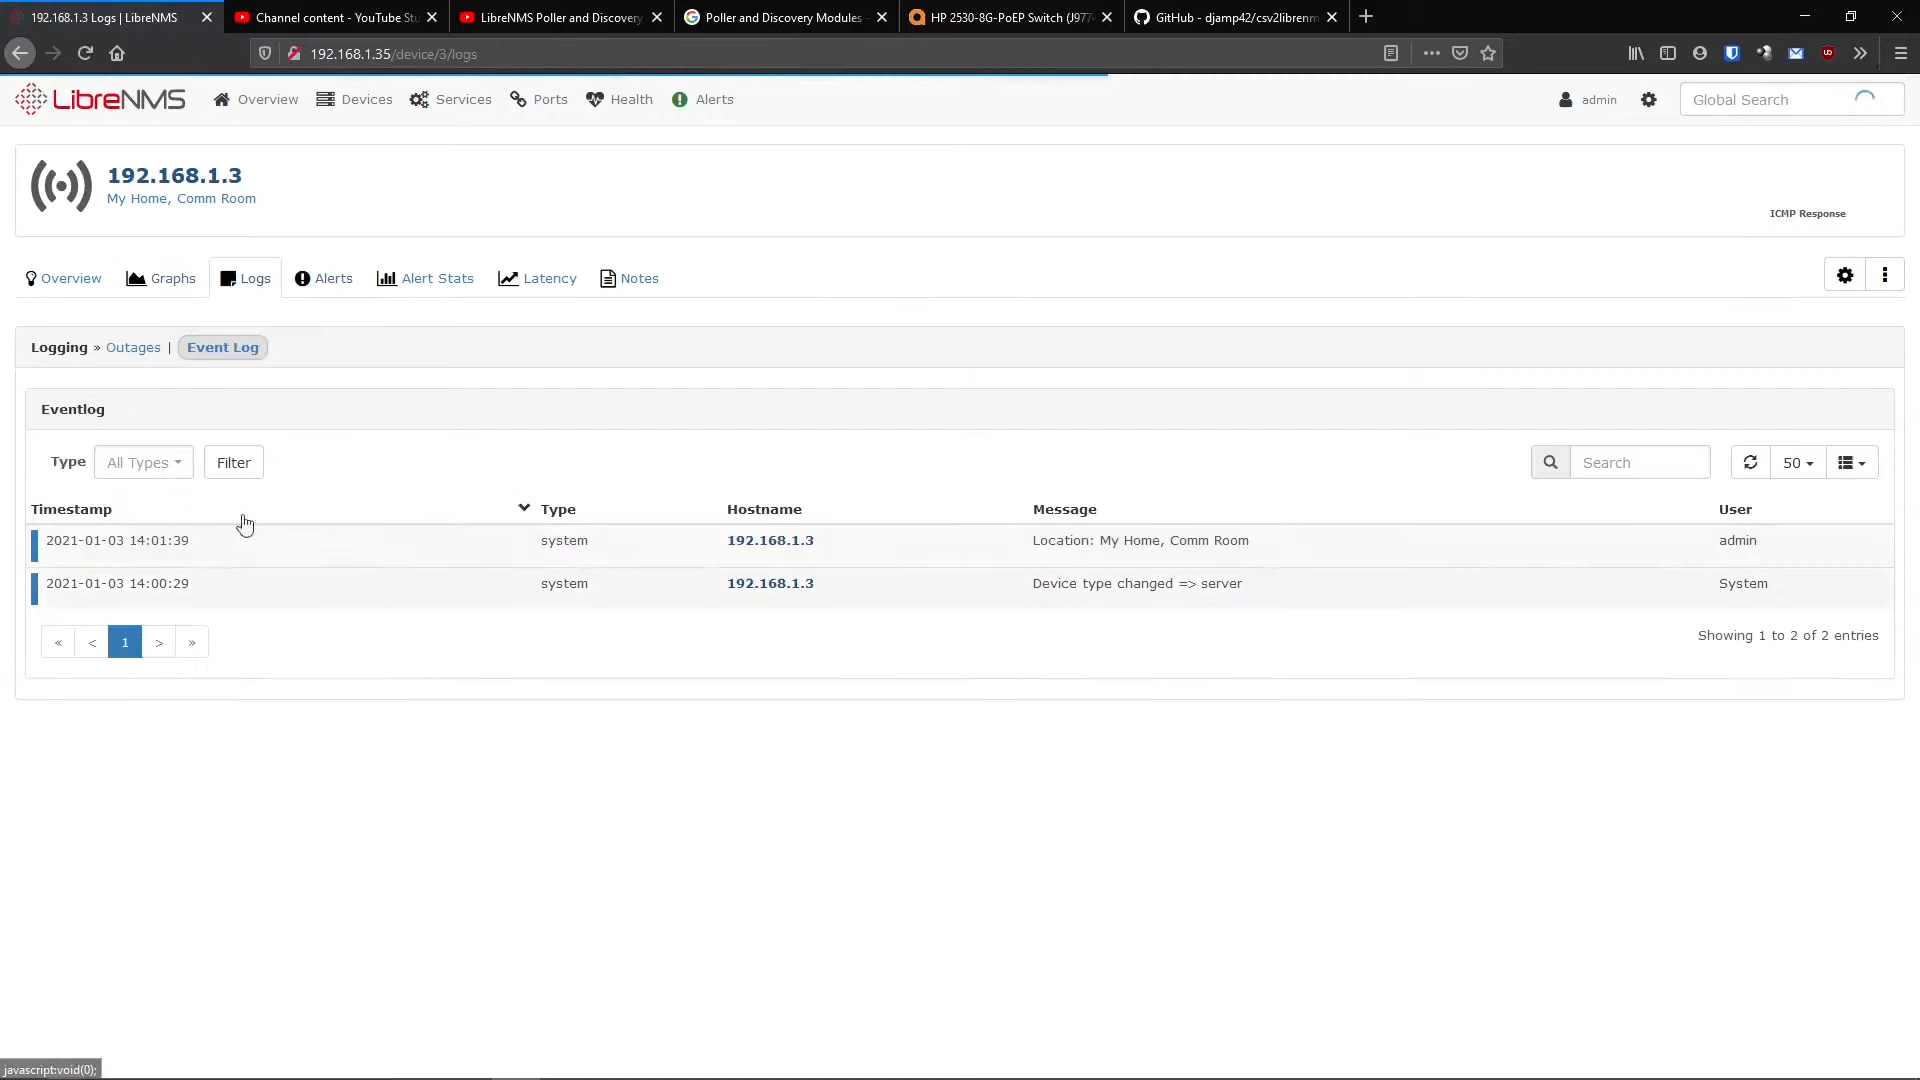 192.168.1.3 Logs | LibreNMS
Channel content - YouTube Stu
LibreNMS Poller and Discovery
Poller and Discovery Modules -
HP 2530-8G-PoEP Switch (J977
GitHub - djamp42/csv2librenm
192.168.1.35/device/3/logs
LibreNMS
Overview
Devices
Services
Ports
Health
Alerts
admin
Global Search
192.168.1.3
My Home, Comm Room
ICMP Response
Overview
Graphs
Logs
Alerts
Alert Stats
Latency
Notes
Logging » Outages | Event Log
Eventlog
Type All Types Filter
Search
50
Timestamp Type Hostname Message User
2021-01-03 14:01:39 system 192.168.1.3 Location: My Home, Comm Room admin
2021-01-03 14:00:29 system 192.168.1.3 Device type changed => server System
« < 1 > »
Showing 1 to 2 of 2 entries
javascript:void(0);